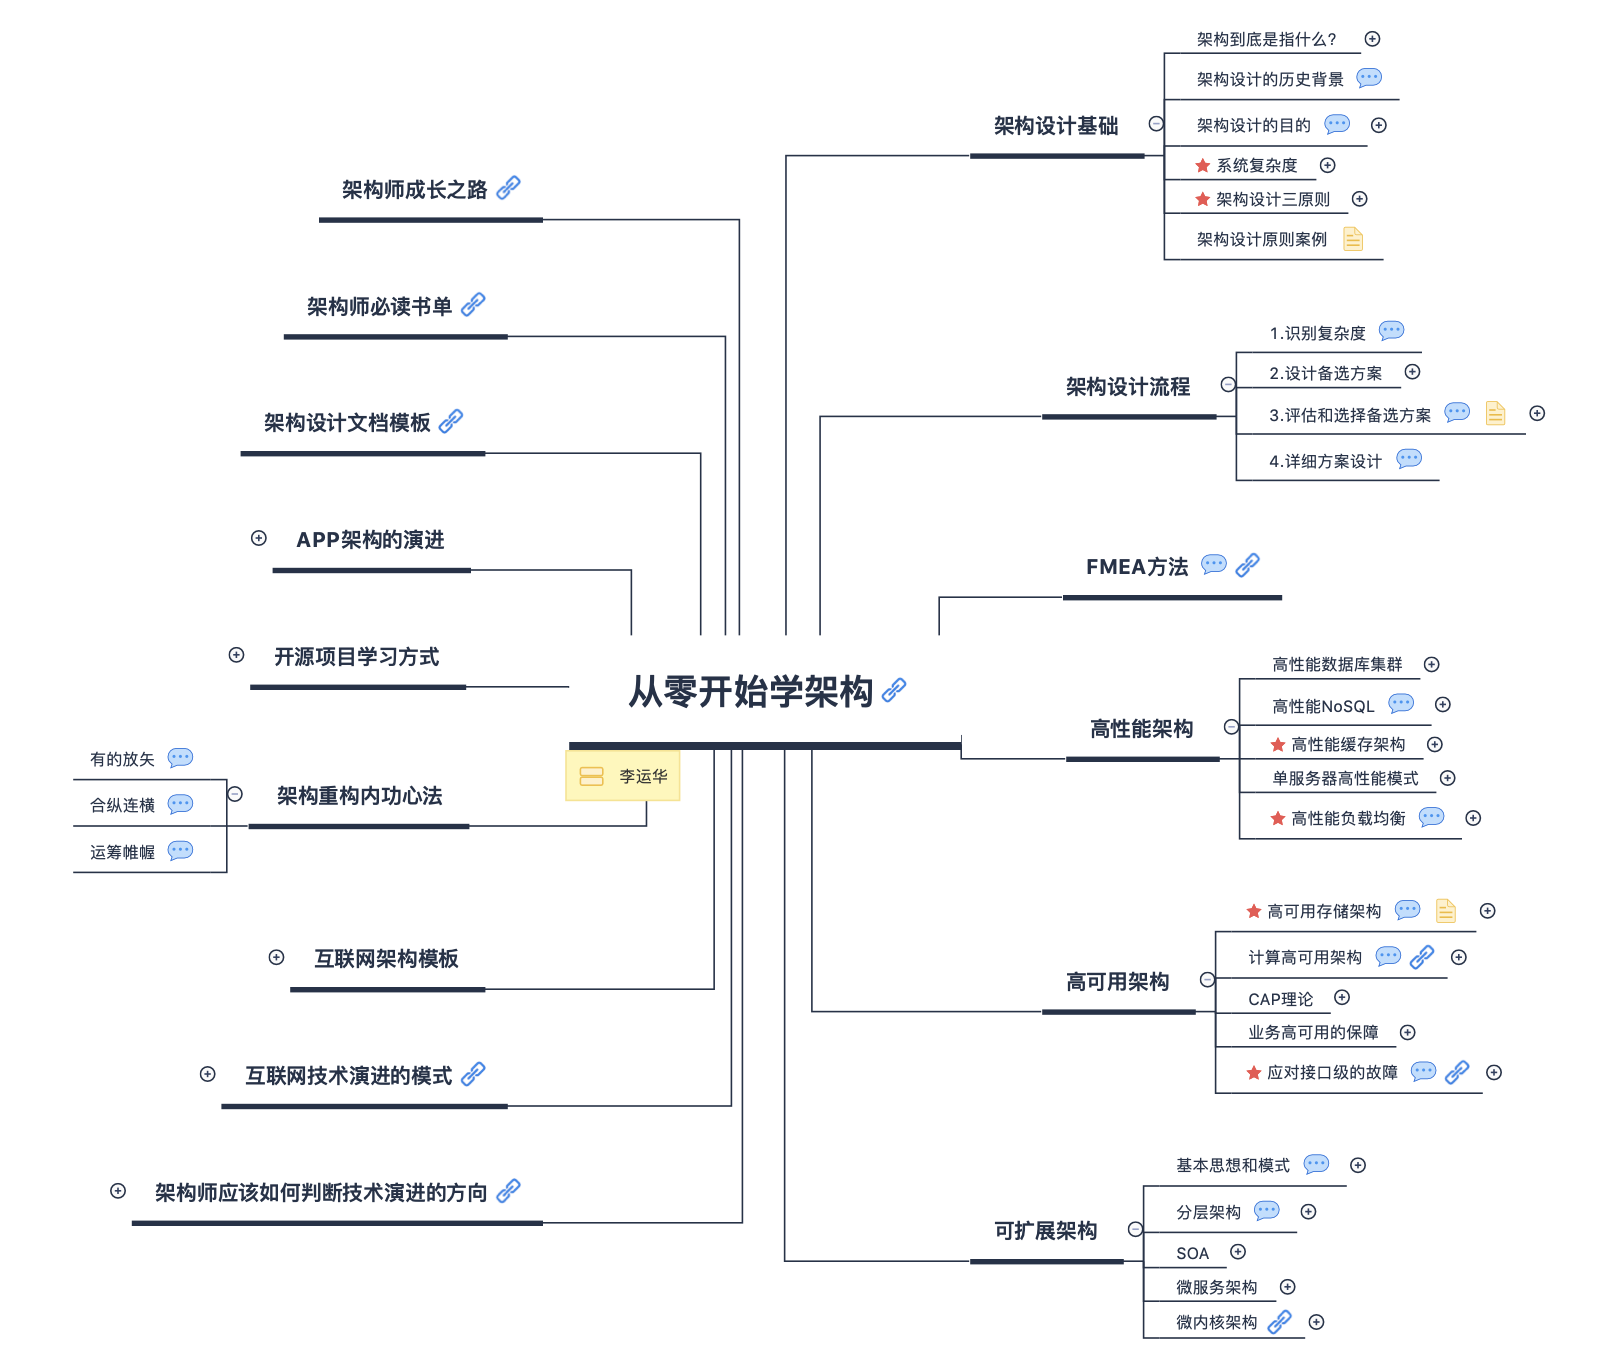 从零开始学架构
李运华
架构设计基础
架构到底是指什么?
架构设计的历史背景
架构设计的目的
系统复杂度
架构设计三原则
架构设计原则案例
架构设计流程
1.识别复杂度
2.设计备选方案
3.评估和选择备选方案
4.详细方案设计
FMEA方法
高性能架构
高性能数据库集群
高性能NoSQL
高性能缓存架构
单服务器高性能模式
高性能负载均衡
高可用架构
高可用存储架构
计算高可用架构
CAP理论
业务高可用的保障
应对接口级的故障
可扩展架构
基本思想和模式
分层架构
SOA
微服务架构
微内核架构
架构师成长之路
架构师必读书单
架构设计文档模板
APP架构的演进
开源项目学习方式
架构重构内功心法
有的放矢
合纵连横
运筹帷幄
互联网架构模板
互联网技术演进的模式
架构师应该如何判断技术演进的方向